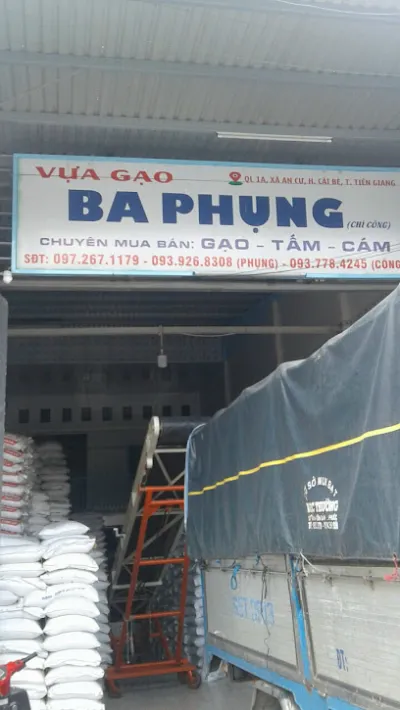 VỰA GẠO
QL 1A, XÃ AN CƯ, H. CÁI BÈ, T. TIỀN GIANG
BA PHỤNG (CHÍ CÔNG)
CHUYÊN MUA BÁN: GẠO - TẤM - CÁM
SĐT: 097.267.1179 - 093.926.8308 (PHỤNG) - 093.778.4245 (CÔNG